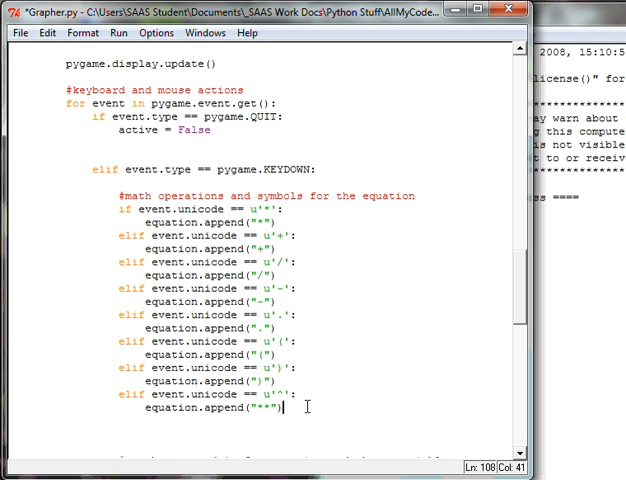 *Grapher.py - C:\Users\SAAS Student\Documents\_SAAS Work Docs\Python Stuff\AllMyCode...
File Edit Format Run Options Windows Help
pygame.display.update()
#keyboard and mouse actions
for event in pygame.event.get():
if event.type == pygame.QUIT:
active = False
elif event.type == pygame.KEYDOWN:
#math operations and symbols for the equation
if event.unicode == u'*':
equation.append("*")
elif event.unicode == u'+':
equation.append("+")
elif event.unicode == u'/':
equation.append("/")
elif event.unicode == u'-':
equation.append("-")
elif event.unicode == u'.':
equation.append(".")
elif event.unicode == u'(':
equation.append("(")
elif event.unicode == u')':
equation.append(")")
elif event.unicode == u'^':
equation.append("**")
Ln: 108 Col: 41
2008, 15:10:5
license()" for
*****************
ay warn about
g this compute
is not visible
t to or receiv
*****************
ss ====